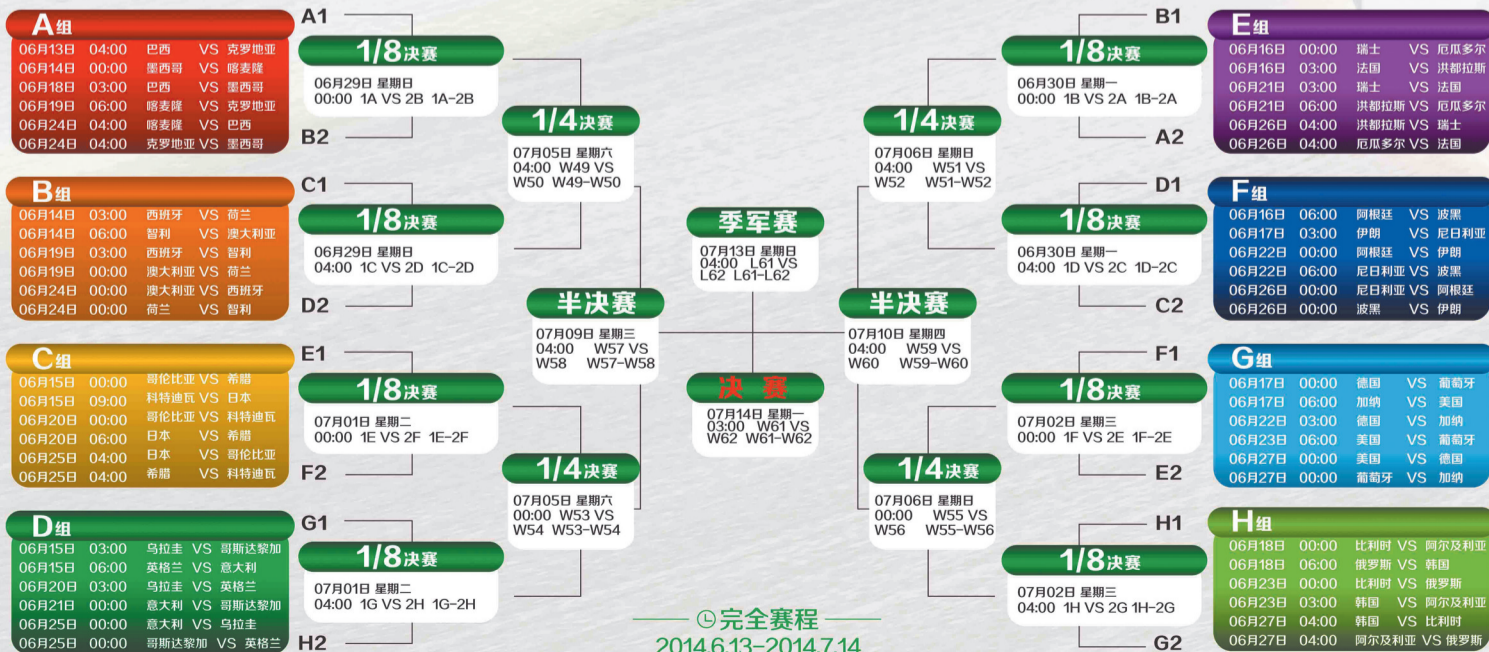 A组
06月13日 04:00 巴西 VS 克罗地亚
06月14日 00:00 墨西哥 VS 喀麦隆
06月18日 03:00 巴西 VS 墨西哥
06月19日 06:00 喀麦隆 VS 克罗地亚
06月24日 04:00 喀麦隆 VS 巴西
06月24日 04:00 克罗地亚 VS 墨西哥
B组
06月14日 03:00 西班牙 VS 荷兰
06月14日 06:00 智利 VS 澳大利亚
06月19日 03:00 西班牙 VS 智利
06月19日 00:00 澳大利亚 VS 荷兰
06月24日 00:00 澳大利亚 VS 西班牙
06月24日 00:00 荷兰 VS 智利
C组
06月15日 00:00 哥伦比亚 VS 希腊
06月15日 09:00 科特迪瓦 VS 日本
06月20日 00:00 哥伦比亚 VS 科特迪瓦
06月20日 06:00 日本 VS 希腊
06月25日 04:00 日本 VS 哥伦比亚
06月25日 04:00 希腊 VS 科特迪瓦
D组
06月15日 03:00 乌拉圭 VS 哥斯达黎加
06月15日 06:00 英格兰 VS 意大利
06月20日 03:00 乌拉圭 VS 英格兰
06月21日 00:00 意大利 VS 哥斯达黎加
06月25日 00:00 意大利 VS 乌拉圭
06月25日 00:00 哥斯达黎加 VS 英格兰
A1
1/8决赛
06月29日 星期日
00:00 1A VS 2B 1A-2B
B2
C1
1/8决赛
06月29日 星期日
04:00 1C VS 2D 1C-2D
D2
E1
1/8决赛
07月01日 星期二
00:00 1E VS 2F 1E-2F
F2
G1
1/8决赛
07月01日 星期二
04:00 1G VS 2H 1G-2H
H2
1/4决赛
07月05日 星期六
04:00 W49 VS
W50 W49-W50
半决赛
07月09日 星期三
04:00 W57 VS
W58 W57-W58
1/4决赛
07月05日 星期六
00:00 W53 VS
W54 W53-W54
季军赛
07月13日 星期日
04:00 L61 VS
L62 L61-L62
决赛
07月14日 星期一
03:00 W61 VS
W62 W61-W62
完全赛程
2014.6.13-2014.7.14
1/4决赛
07月06日 星期日
04:00 W51 VS
W52 W51-W52
半决赛
07月10日 星期四
04:00 W59 VS
W60 W59-W60
1/4决赛
07月06日 星期日
00:00 W55 VS
W56 W55-W56
B1
1/8决赛
06月30日 星期一
00:00 1B VS 2A 1B-2A
A2
D1
1/8决赛
06月30日 星期一
04:00 1D VS 2C 1D-2C
C2
F1
1/8决赛
07月02日 星期三
00:00 1F VS 2E 1F-2E
E2
H1
1/8决赛
07月02日 星期三
04:00 1H VS 2G 1H-2G
G2
E组
06月16日 00:00 瑞士 VS 厄瓜多尔
06月16日 03:00 法国 VS 洪都拉斯
06月21日 03:00 瑞士 VS 法国
06月21日 06:00 洪都拉斯 VS 厄瓜多尔
06月26日 04:00 洪都拉斯 VS 瑞士
06月26日 04:00 厄瓜多尔 VS 法国
F组
06月16日 06:00 阿根廷 VS 波黑
06月17日 03:00 伊朗 VS 尼日利亚
06月22日 00:00 阿根廷 VS 伊朗
06月22日 06:00 尼日利亚 VS 波黑
06月26日 00:00 尼日利亚 VS 阿根廷
06月26日 00:00 波黑 VS 伊朗
G组
06月17日 00:00 德国 VS 葡萄牙
06月17日 06:00 加纳 VS 美国
06月22日 03:00 德国 VS 加纳
06月23日 06:00 美国 VS 葡萄牙
06月27日 00:00 美国 VS 德国
06月27日 00:00 葡萄牙 VS 加纳
H组
06月18日 00:00 比利时 VS 阿尔及利亚
06月18日 06:00 俄罗斯 VS 韩国
06月23日 00:00 比利时 VS 俄罗斯
06月23日 03:00 韩国 VS 阿尔及利亚
06月27日 04:00 韩国 VS 比利时
06月27日 04:00 阿尔及利亚 VS 俄罗斯